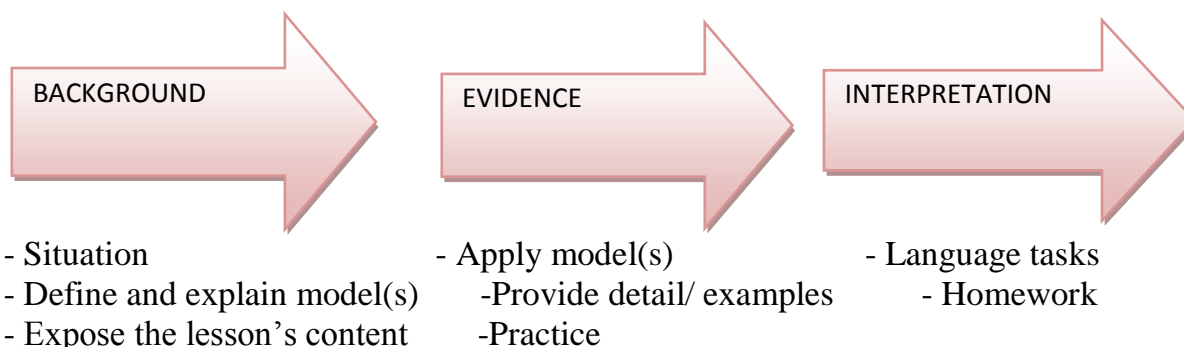 BACKGROUND
EVIDENCE
INTERPRETATION
- Situation
- Define and explain model(s)
- Expose the lesson's content
- Apply model(s)
-Provide detail/ examples
-Practice
- Language tasks
- Homework